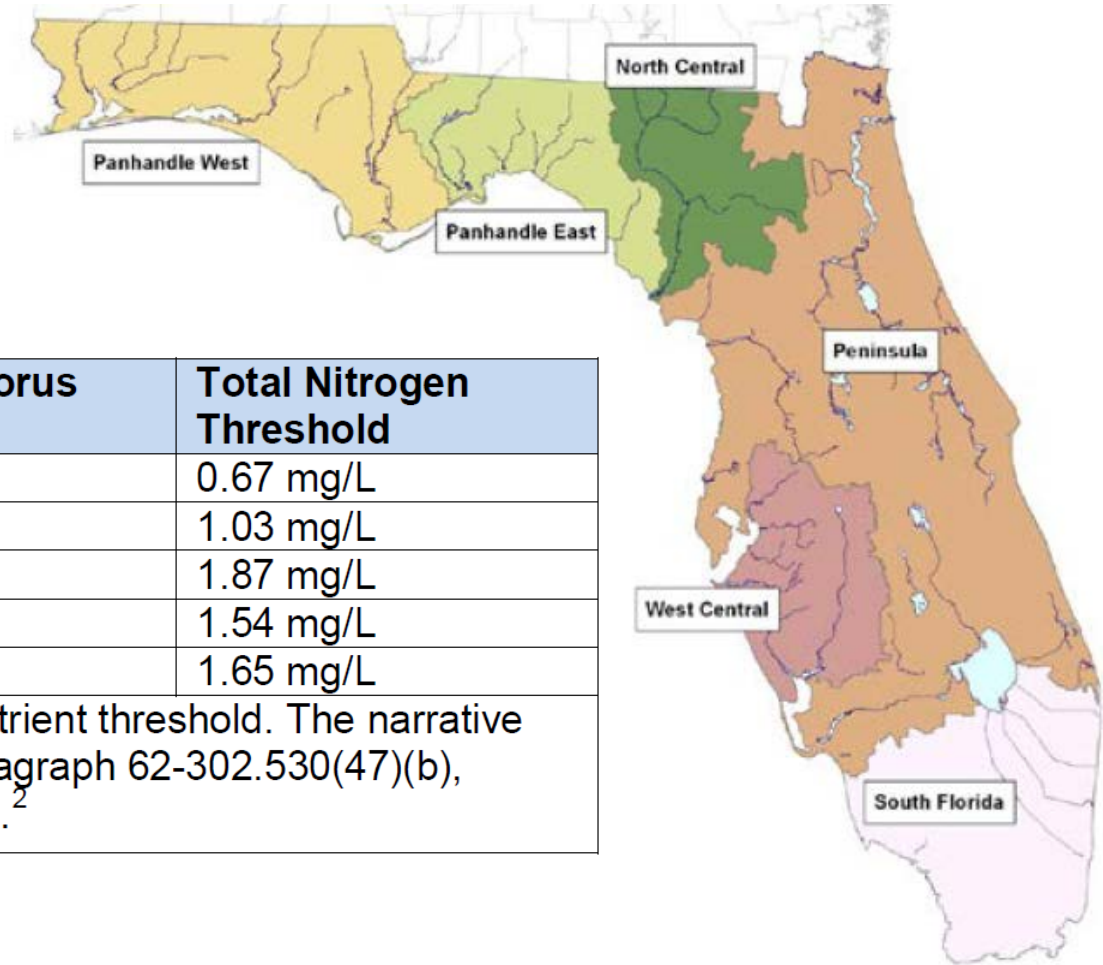 North Central
Panhandle West
Panhandle East
Peninsula
West Central
South Florida
orus
Total Nitrogen
Threshold
0.67 mg/L
1.03 mg/L
1.87 mg/L
1.54 mg/L
1.65 mg/L
trient threshold. The narrative
agraph 62-302.530(47)(b),
.2